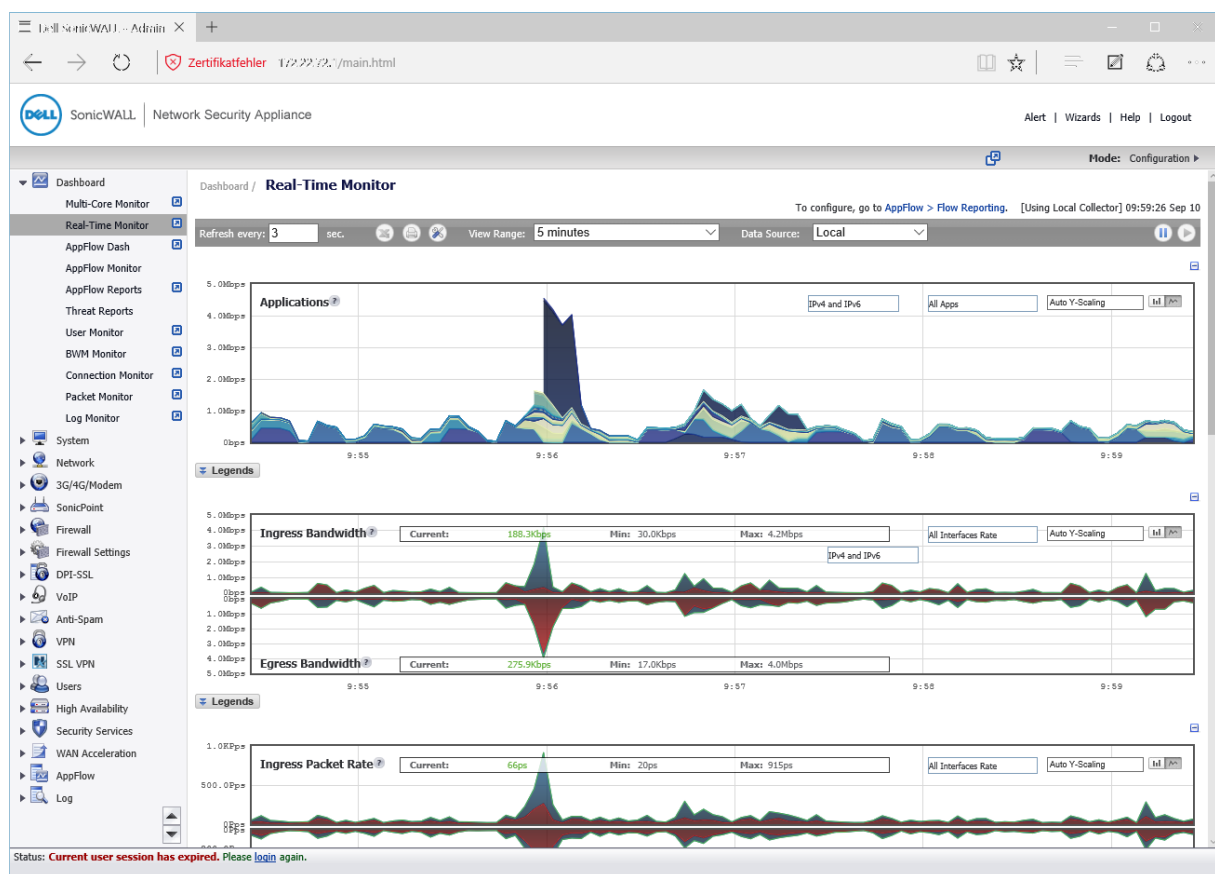 Dell SonicWALL - Admin
Zertifikatfehler /main.html
DELL SonicWALL Network Security Appliance
Alert | Wizards | Help | Logout
Mode: Configuration
Dashboard
Multi-Core Monitor
Real-Time Monitor
AppFlow Dash
AppFlow Monitor
AppFlow Reports
Threat Reports
User Monitor
BWM Monitor
Connection Monitor
Packet Monitor
Log Monitor
System
Network
3G/4G/Modem
SonicPoint
Firewall
Firewall Settings
DPI-SSL
VoIP
Anti-Spam
VPN
SSL VPN
Users
High Availability
Security Services
WAN Acceleration
AppFlow
Log
Dashboard / Real-Time Monitor
To configure, go to AppFlow > Flow Reporting. [Using Local Collector] 09:59:26 Sep 10
Refresh every: 3 sec. View Range: 5 minutes Data Source: Local
Applications ? IPv4 and IPv6 All Apps Auto Y-Scaling
5.0Mbps
4.0Mbps
3.0Mbps
2.0Mbps
1.0Mbps
0bps
9:55 9:56 9:57 9:58 9:59
Legends
Ingress Bandwidth ? Current: 188.3Kbps Min: 30.0Kbps Max: 4.2Mbps All Interfaces Rate Auto Y-Scaling
IPv4 and IPv6
5.0Mbps
4.0Mbps
3.0Mbps
2.0Mbps
1.0Mbps
0bps
1.0Mbps
2.0Mbps
3.0Mbps
4.0Mbps
5.0Mbps
Egress Bandwidth ? Current: 275.9Kbps Min: 17.0Kbps Max: 4.0Mbps
9:55 9:56 9:57 9:58 9:59
Legends
Ingress Packet Rate ? Current: 66ps Min: 20ps Max: 915ps All Interfaces Rate Auto Y-Scaling
1.0KPps
500.0Pps
0Pps
0Pps
Status: Current user session has expired. Please login again.